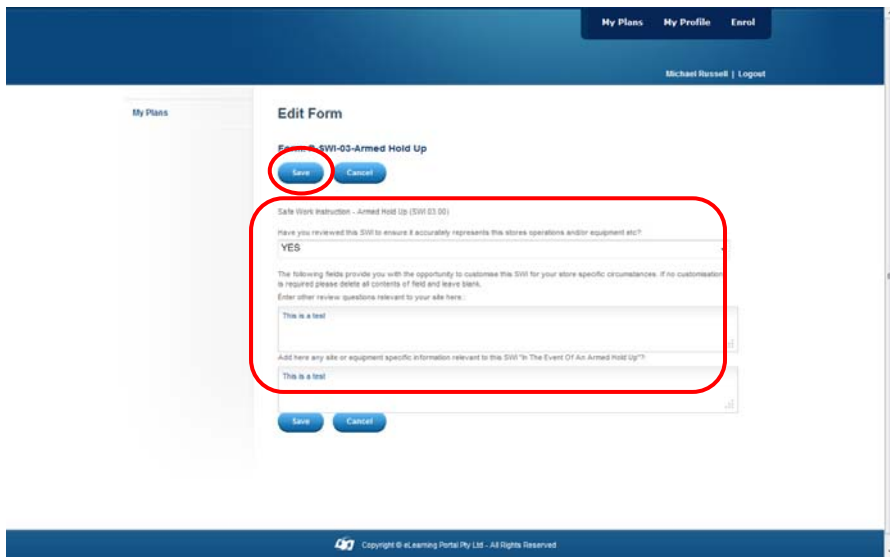 My Plans My Profile Enrol
Michael Russell | Logout
My Plans
Edit Form
Form: B-SWI-03-Armed Hold Up
Save Cancel
Safe Work Instruction - Armed Hold Up (SWI 03.00)
Have you reviewed this SWI to ensure it accurately represents this stores operations and/or equipment etc?
YES
The following fields provide you with the opportunity to customise this SWI for your store specific circumstances. If no customisation
is required please delete all contents of field and leave blank.
Enter other review questions relevant to your site here:
This is a test
Add here any site or equipment specific information relevant to this SWI "In The Event Of An Armed Hold Up"?
This is a test
Save Cancel
Copyright © eLearning Portal Pty Ltd - All Rights Reserved